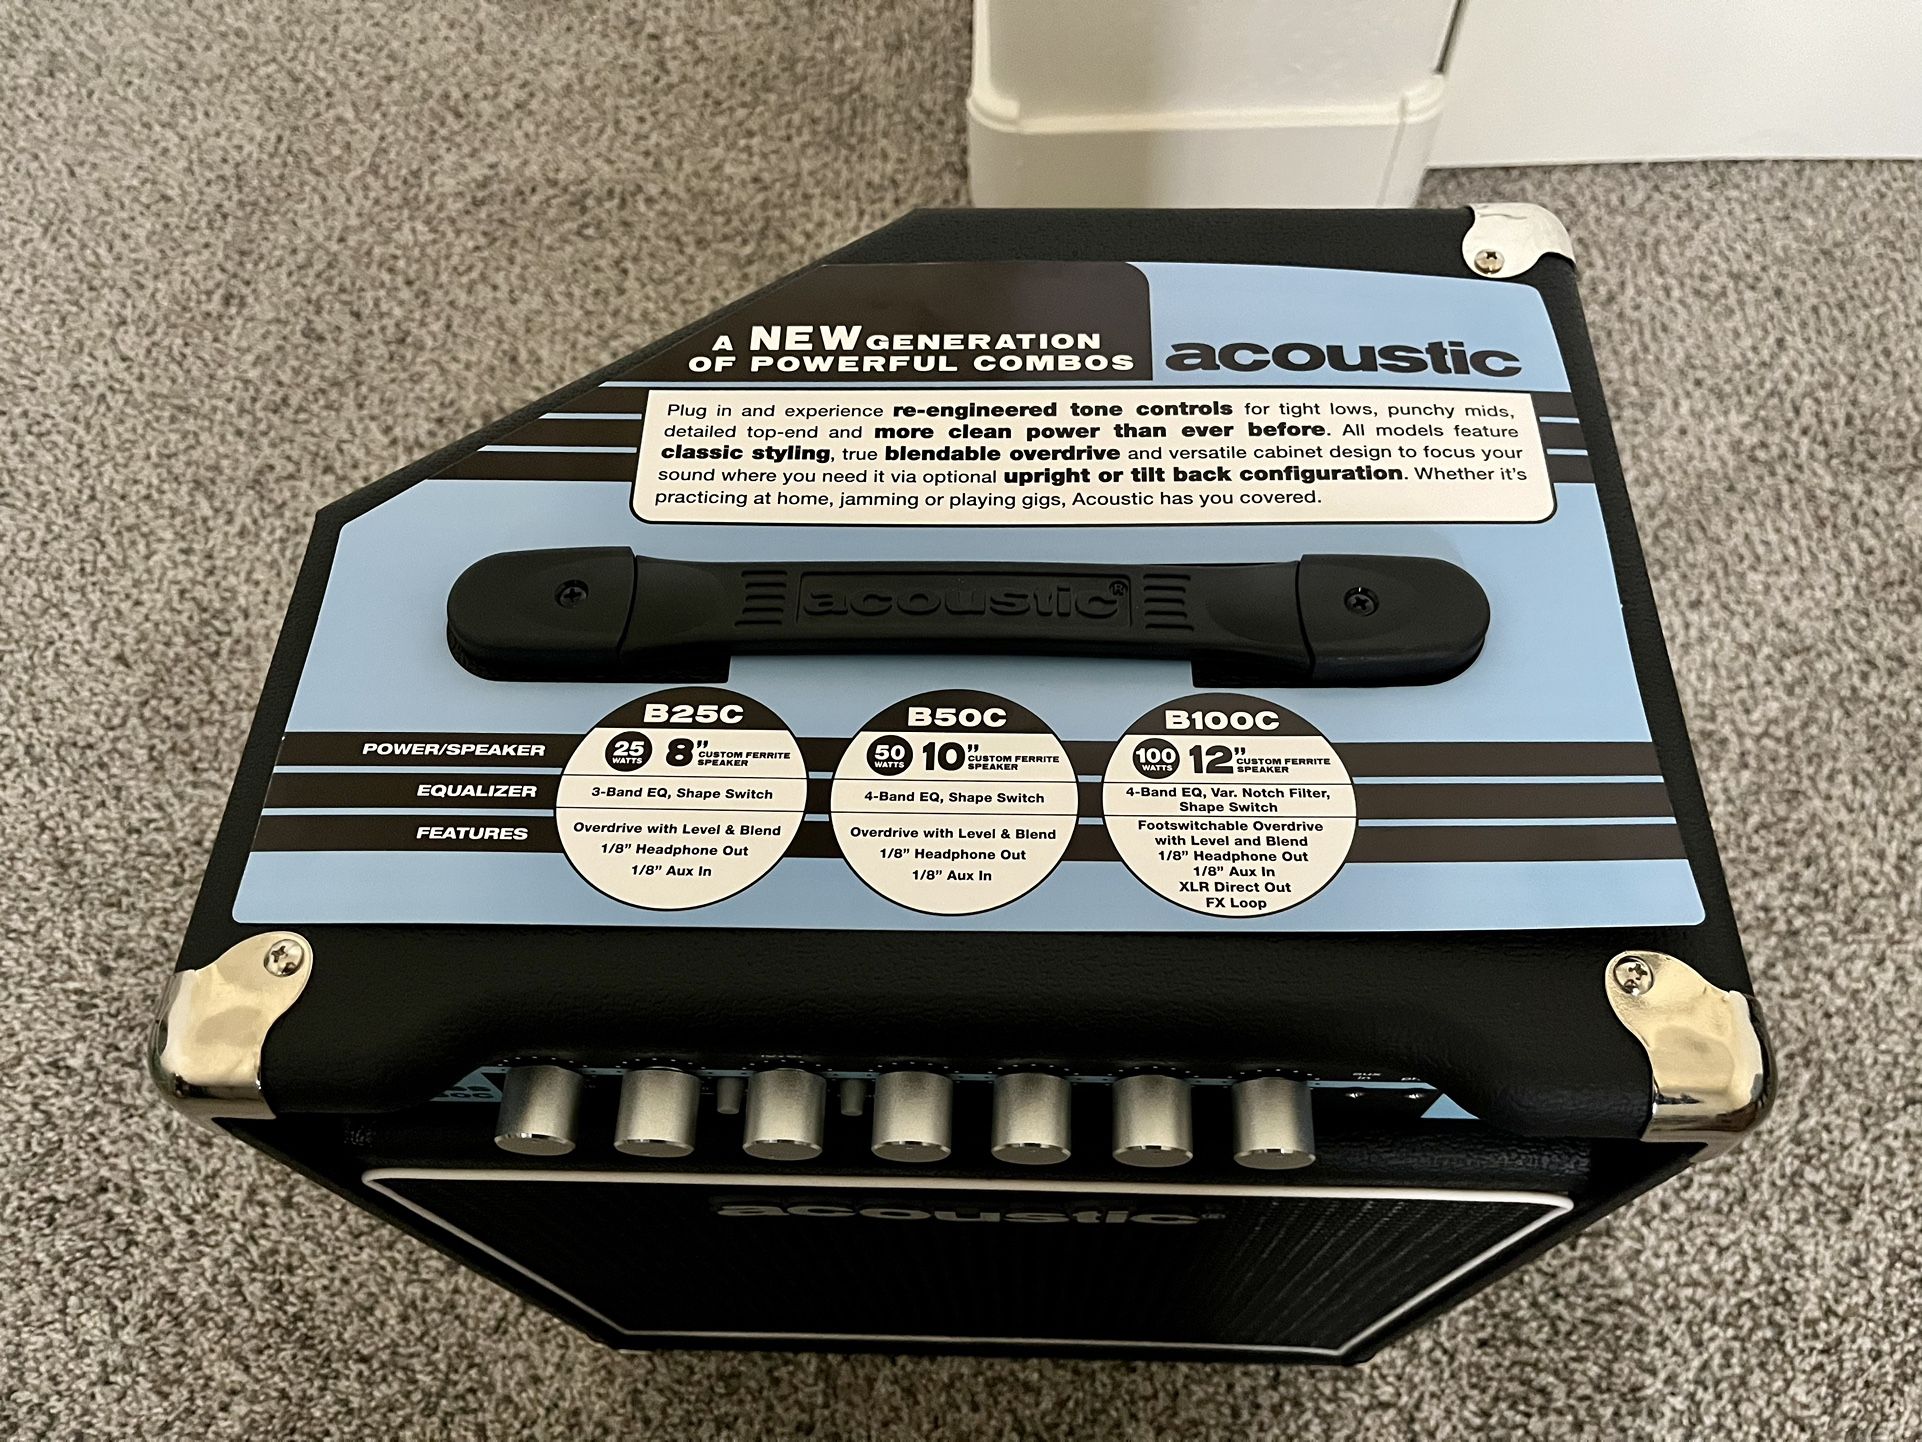 A NEW GENERATION
OF POWERFUL COMBOS
acoustic
Plug in and experience re-engineered tone controls for tight lows, punchy mids,
detailed top-end and more clean power than ever before. All models feature
classic styling, true blendable overdrive and versatile cabinet design to focus your
sound where you need it via optional upright or tilt back configuration. Whether it's
practicing at home, jamming or playing gigs, Acoustic has you covered.
acoustic®
POWER/SPEAKER
EQUALIZER
FEATURES
B25C
25 WATTS
8” CUSTOM FERRITE
SPEAKER
3-Band EQ, Shape Switch
Overdrive with Level & Blend
1/8” Headphone Out
1/8” Aux In
B50C
50 WATTS
10” CUSTOM FERRITE
SPEAKER
4-Band EQ, Shape Switch
Overdrive with Level & Blend
1/8” Headphone Out
1/8” Aux In
B100C
100 WATTS
12” CUSTOM FERRITE
SPEAKER
4-Band EQ, Var. Notch Filter,
Shape Switch
Footswitchable Overdrive
with Level and Blend
1/8” Headphone Out
1/8” Aux In
XLR Direct Out
FX Loop
aux
in
acoustic